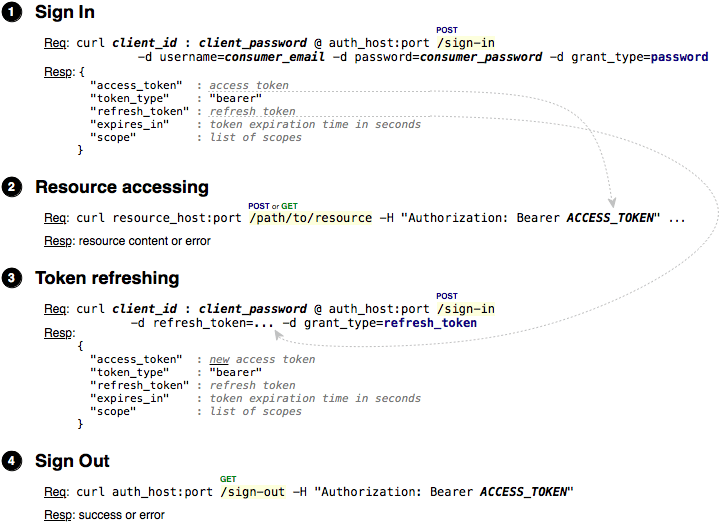 1 Sign In
POST
Req: curl client_id : client_password @ auth_host:port /sign-in
-d username=consumer_email -d password=consumer_password -d grant_type=password
Resp: {
"access_token" : access token
"token_type" : "bearer"
"refresh_token" : refresh token
"expires_in" : token expiration time in seconds
"scope" : list of scopes
}
2 Resource accessing
POST or GET
Req: curl resource_host:port /path/to/resource -H "Authorization: Bearer ACCESS_TOKEN" ...
Resp: resource content or error
3 Token refreshing
POST
Req: curl client_id : client_password @ auth_host:port /sign-in
-d refresh_token=... -d grant_type=refresh_token
Resp:
{
"access_token" : new access token
"token_type" : "bearer"
"refresh_token" : refresh token
"expires_in" : token expiration time in seconds
"scope" : list of scopes
}
4 Sign Out
GET
Req: curl auth_host:port /sign-out -H "Authorization: Bearer ACCESS_TOKEN"
Resp: success or error